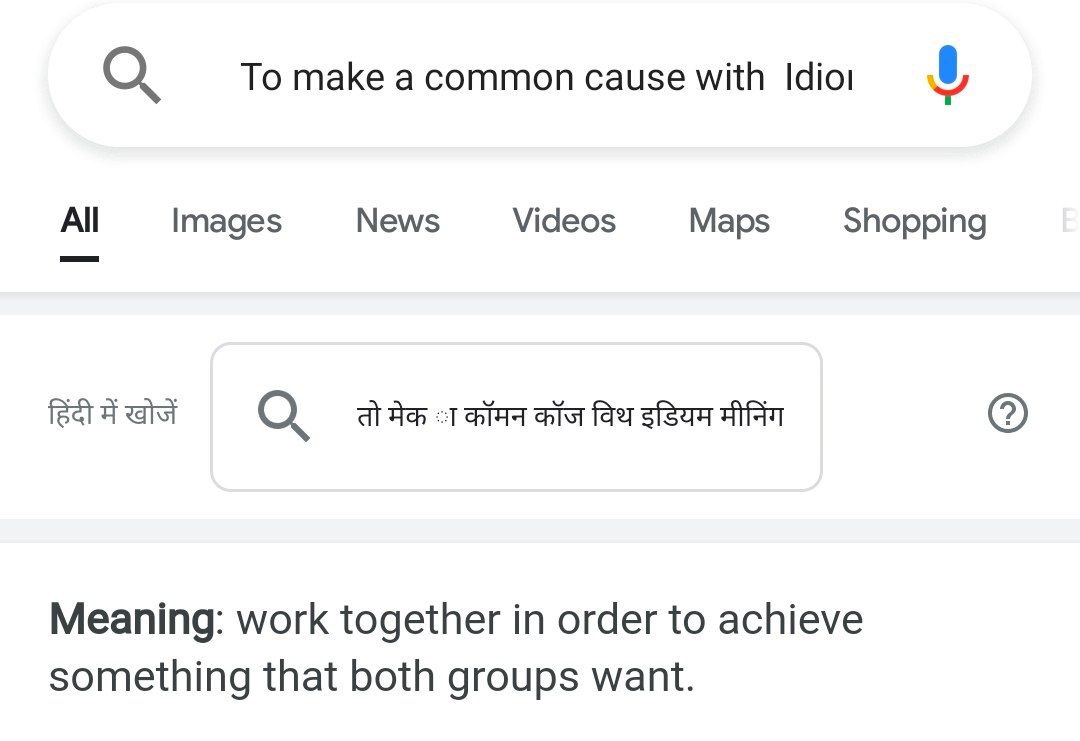 To make a common cause with Idior
All Images News Videos Maps Shopping
हिंदी में खोजें तो मेक ा कॉमन कॉज विथ इडियम मीनिंग
Meaning: work together in order to achieve
something that both groups want.